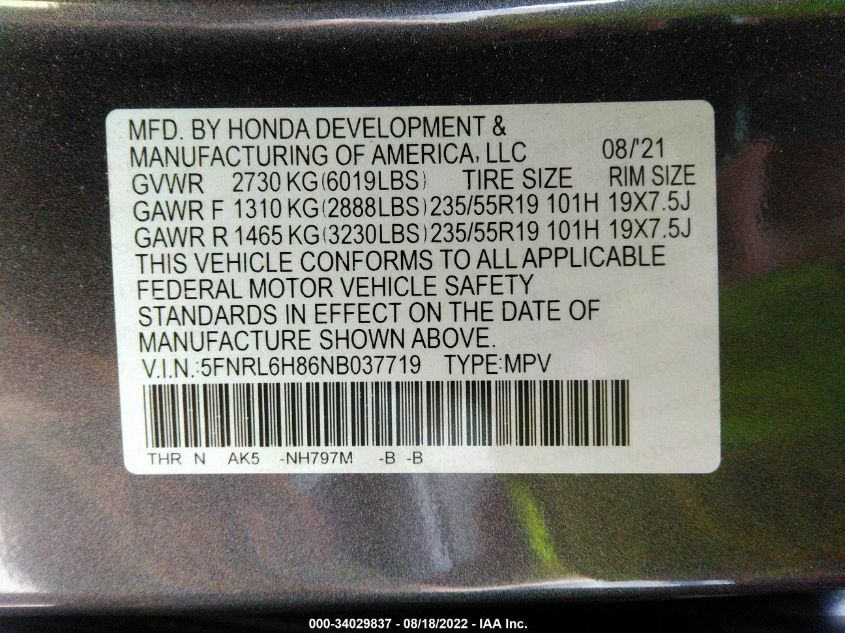 MFD. BY HONDA DEVELOPMENT &
MANUFACTURING OF AMERICA, LLC 08/'21
GVWR 2730 KG(6019LBS) TIRE SIZE RIM SIZE
GAWR F 1310 KG(2888LBS) 235/55R19 101H 19X7.5J
GAWR R 1465 KG(3230LBS) 235/55R19 101H 19X7.5J
THIS VEHICLE CONFORMS TO ALL APPLICABLE
FEDERAL MOTOR VEHICLE SAFETY
STANDARDS IN EFFECT ON THE DATE OF
MANUFACTURE SHOWN ABOVE.
V.I.N.:5FNRL6H86NB037719 TYPE:MPV
THR N AK5 -NH797M -B -B
000-34029837 - 08/18/2022 - IAA Inc.